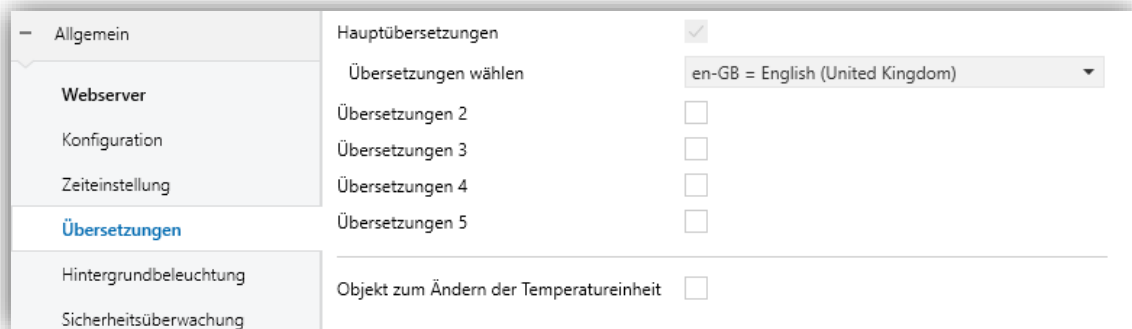 Allgemein
Webserver
Konfiguration
Zeiteinstellung
Übersetzungen
Hintergrundbeleuchtung
Sicherheitsüberwachung
Hauptübersetzungen
Übersetzungen wählen
en-GB = English (United Kingdom)
Übersetzungen 2
Übersetzungen 3
Übersetzungen 4
Übersetzungen 5
Objekt zum Ändern der Temperatureinheit